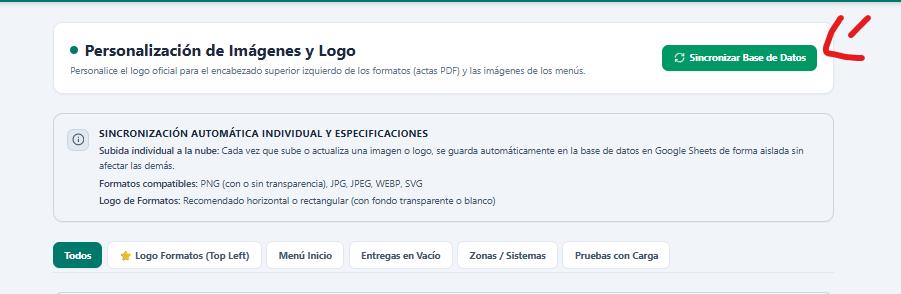 Personalización de Imágenes y Logo
Personalice el logo oficial para el encabezado superior izquierdo de los formatos (actas PDF) y las imágenes de los menús.
Sincronizar Base de Datos
SINCRONIZACIÓN AUTOMÁTICA INDIVIDUAL Y ESPECIFICACIONES
Subida individual a la nube: Cada vez que sube o actualiza una imagen o logo, se guarda automáticamente en la base de datos en Google Sheets de forma aislada sin
afectar las demás.
Formatos compatibles: PNG (con o sin transparencia), JPG, JPEG, WEBP, SVG
Logo de Formatos: Recomendado horizontal o rectangular (con fondo transparente o blanco)
Todos
Logo Formatos (Top Left)
Menú Inicio
Entregas en Vacío
Zonas / Sistemas
Pruebas con Carga